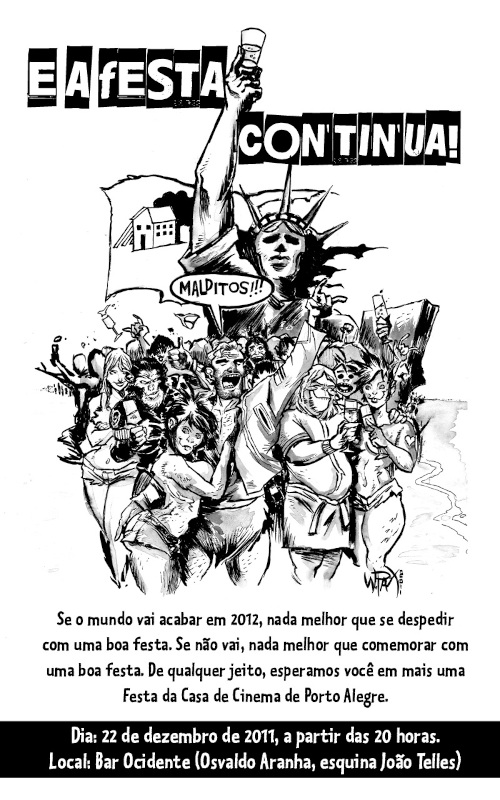 E A fESTA
CONTINUA!
MALDITOS!!!
Se o mundo vai acabar em 2012, nada melhor que se despedir
com uma boa festa. Se não vai, nada melhor que comemorar com
uma boa festa. De qualquer jeito, esperamos você em mais uma
Festa da Casa de Cinema de Porto Alegre.
Dia: 22 de dezembro de 2011, a partir das 20 horas.
Local: Bar Ocidente (Osvaldo Aranha, esquina João Telles)